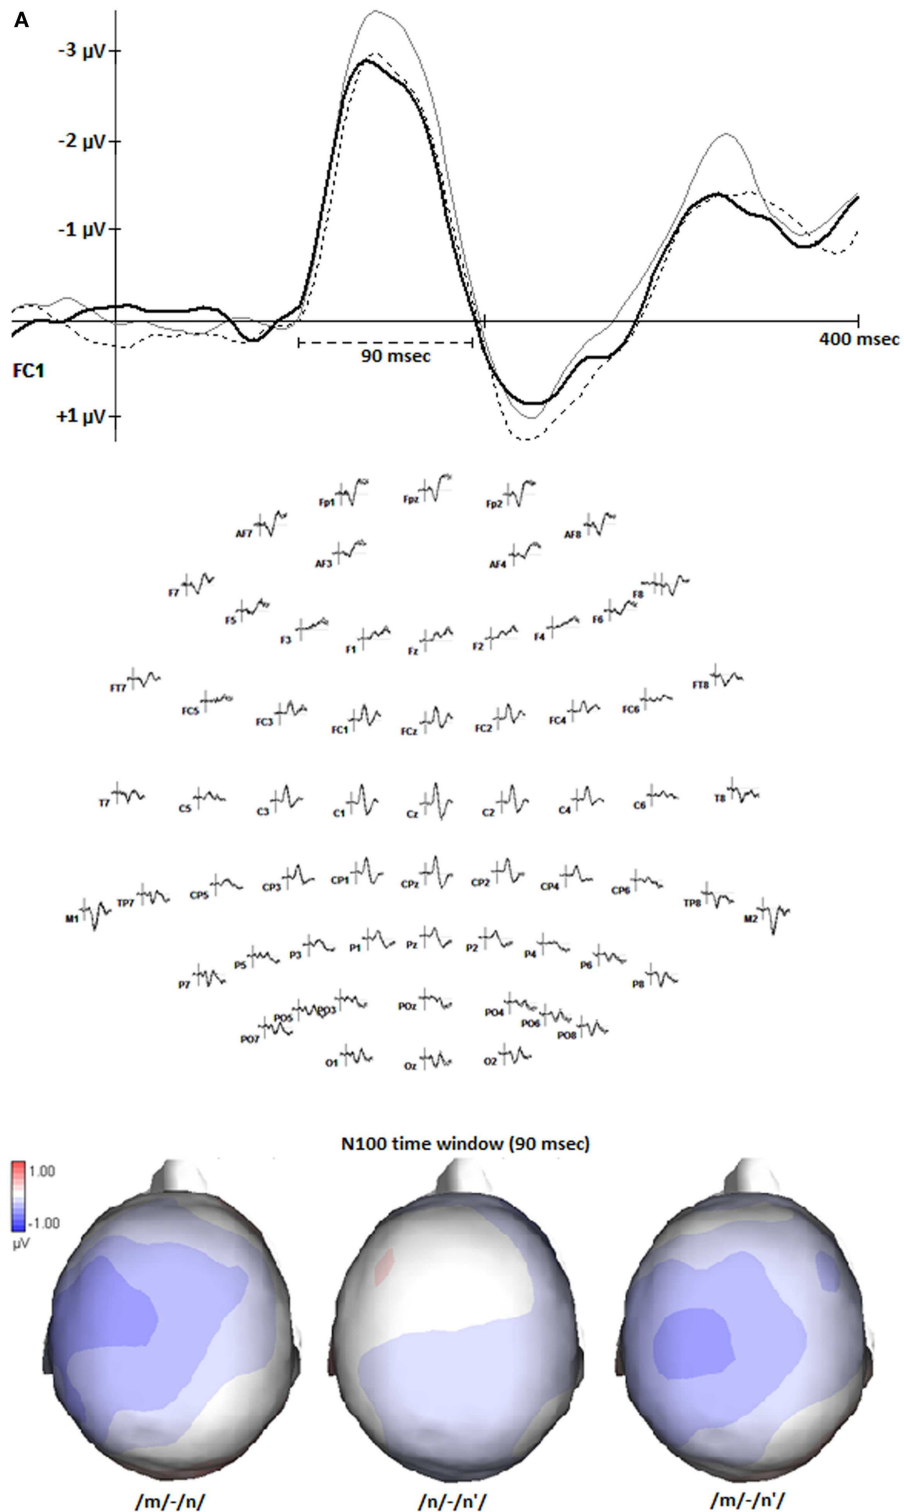 A
-3 µV
-2 µV
-1 µV
90 msec
400 msec
FC1
+1 µV
Fp1 Fpz Fp2
AF7 AF8
AF3 AF4
F7 F8
F5 F6
F3 F4
F1 Fz F2
FT7 FT8
FC5 FC6
FC3 FC4
FC1 FCz FC2
T7 C5 C3 C1 Cz C2 C4 C6 T8
CP5 CP3 CP1 CPz CP2 CP4 CP6
M1 TP7 TP8 M2
P7 P5 P3 P1 Pz P2 P4 P6 P8
PO5 PO3 POz PO4 PO6
PO7 PO8
O1 Oz O2
N100 time window (90 msec)
1.00
-1.00
µV
/m/-/n/ /n/-/n'/ /m/-/n'/